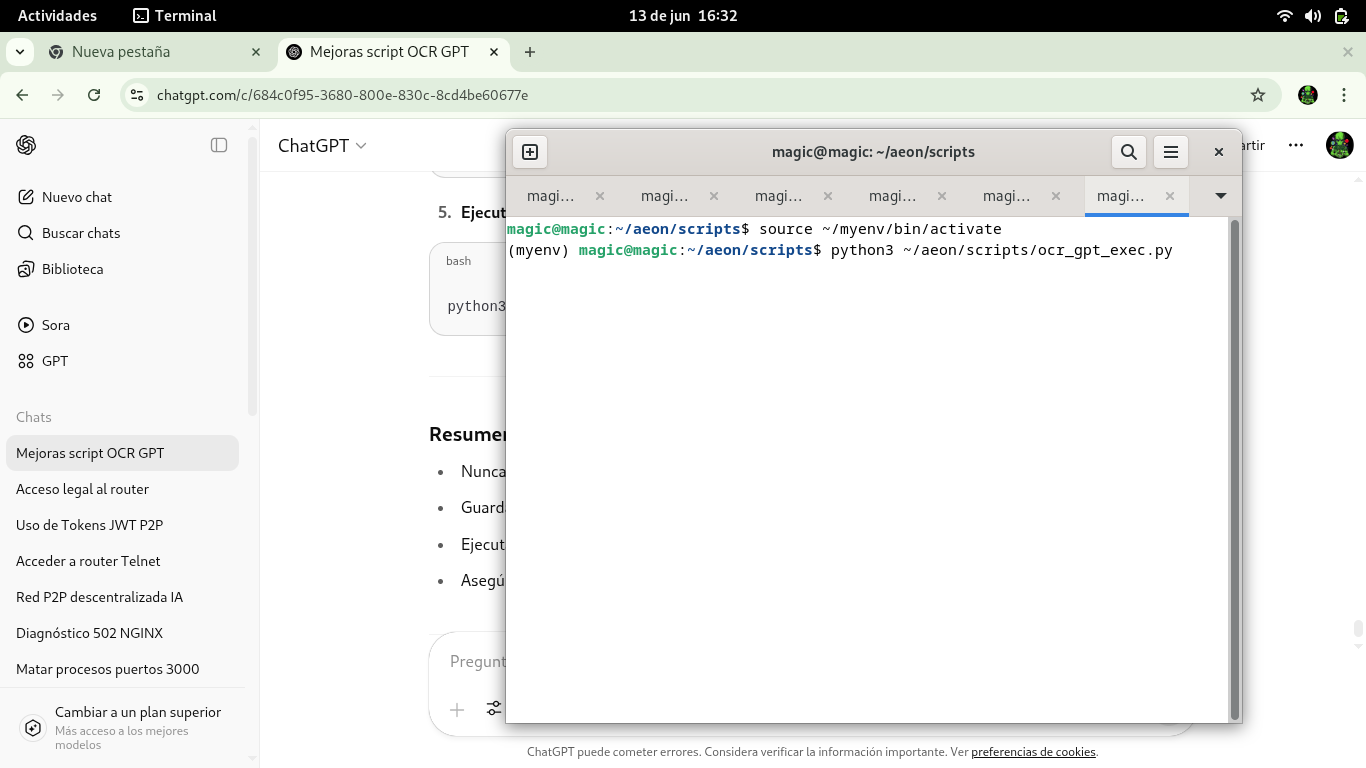 Actividades
Terminal
13 de jun 16:32
Nueva pestaña
Mejoras script OCR GPT
chatgpt.com/c/684c0f95-3680-800e-830c-8cd4be60677e
ChatGPT
Nuevo chat
Buscar chats
Biblioteca
Sora
GPT
Chats
Mejoras script OCR GPT
Acceso legal al router
Uso de Tokens JWT P2P
Acceder a router Telnet
Red P2P descentralizada IA
Diagnóstico 502 NGINX
Matar procesos puertos 3000
Cambiar a un plan superior
Más acceso a los mejores
modelos
5. Ejecut
bash
python3
Resumen
Nunca
Guarda
Ejecut
Asegú
Pregunt
artir
magic@magic: ~/aeon/scripts
magi…
magi…
magi…
magi…
magi…
magi…
magic@magic:~/aeon/scripts$ source ~/myenv/bin/activate
(myenv) magic@magic:~/aeon/scripts$ python3 ~/aeon/scripts/ocr_gpt_exec.py
ChatGPT puede cometer errores. Considera verificar la información importante. Ver preferencias de cookies.